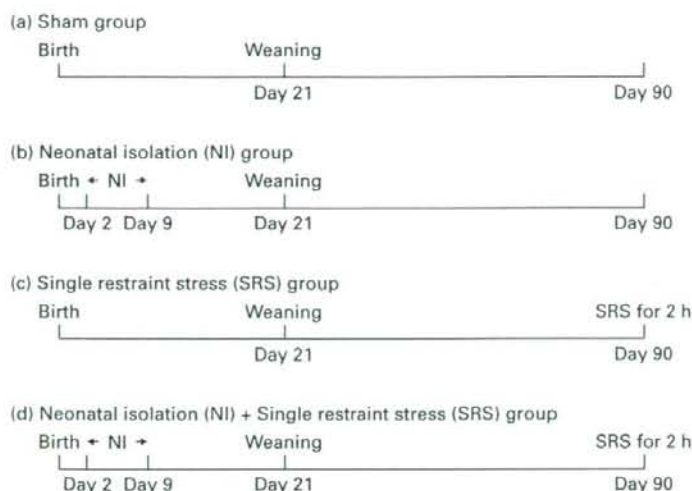 (a) Sham group
Birth Weaning
Day 21 Day 90
(b) Neonatal isolation (NI) group
Birth ← NI → Weaning
Day 2 Day 9 Day 21 Day 90
(c) Single restraint stress (SRS) group
Birth Weaning SRS for 2 h
Day 21 Day 90
(d) Neonatal isolation (NI) + Single restraint stress (SRS) group
Birth ← NI → Weaning SRS for 2 h
Day 2 Day 9 Day 21 Day 90